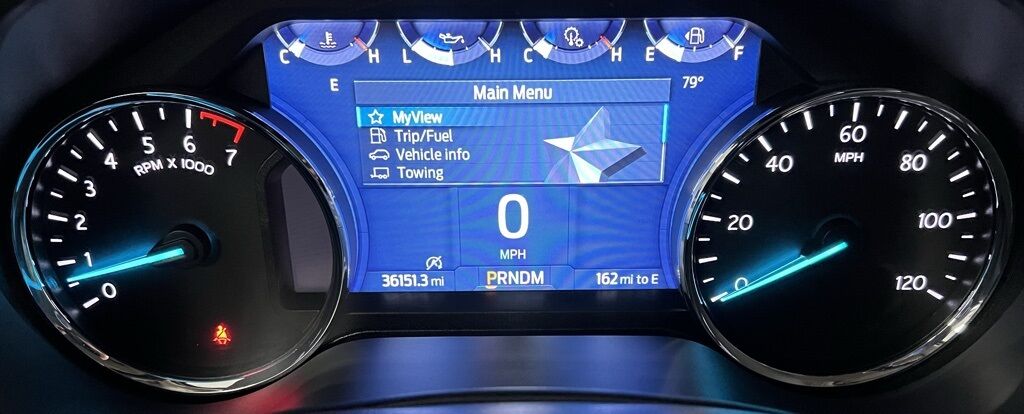 C H L H C H E F
E 79°
Main Menu
MyView
Trip/Fuel
Vehicle info
Towing
0
MPH
36151.3 mi PRNDM 162 mi to E
0 1 2 3 4 5 6 7
RPM X 1000
0 20 40 60 80 100 120
MPH